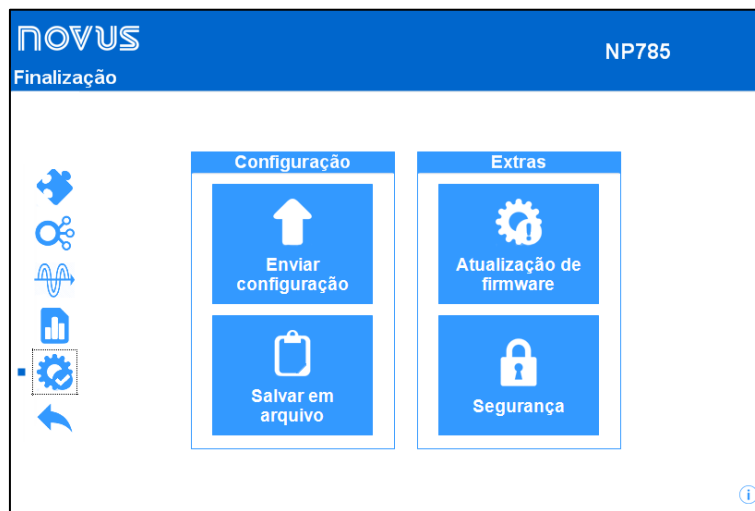 NOVUS
NP785
Finalização
Configuração
Extras
Enviar
configuração
Atualização de
firmware
Salvar em
arquivo
Segurança